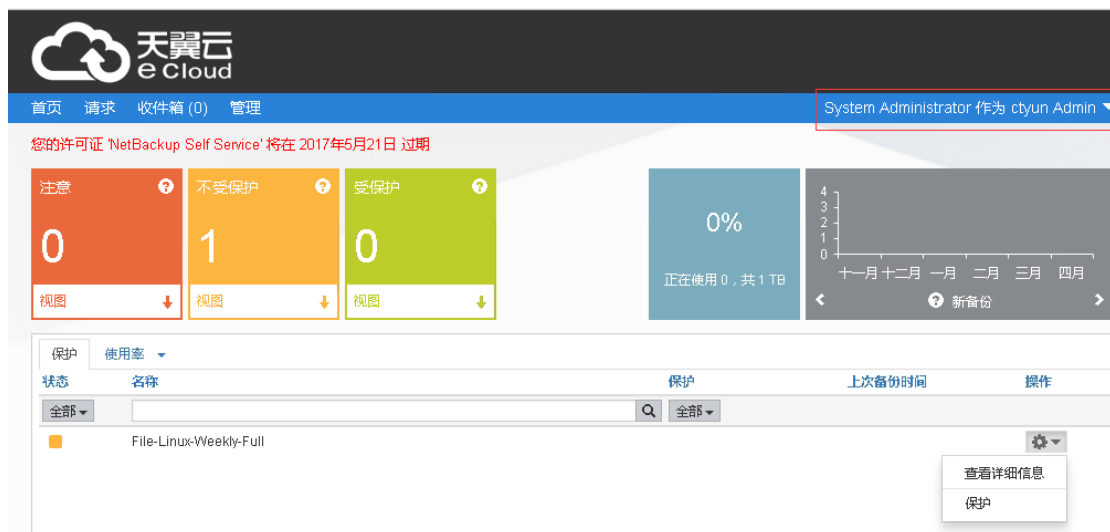 天翼云
e Cloud
首页 请求 收件箱 (0) 管理 System Administrator 作为 ctyun Admin
您的许可证 'NetBackup Self Service' 将在 2017年5月21日 过期
注意 ? 不受保护 ? 受保护 ?
0 1 0
视图 视图 视图
0%
正在使用 0 , 共 1 TB
4
3
2
1
0
十一月 十二月 一月 二月 三月 四月
? 新备份
保护 使用率
状态 名称 保护 上次备份时间 操作
全部 全部
File-Linux-Weekly-Full
查看详细信息
保护